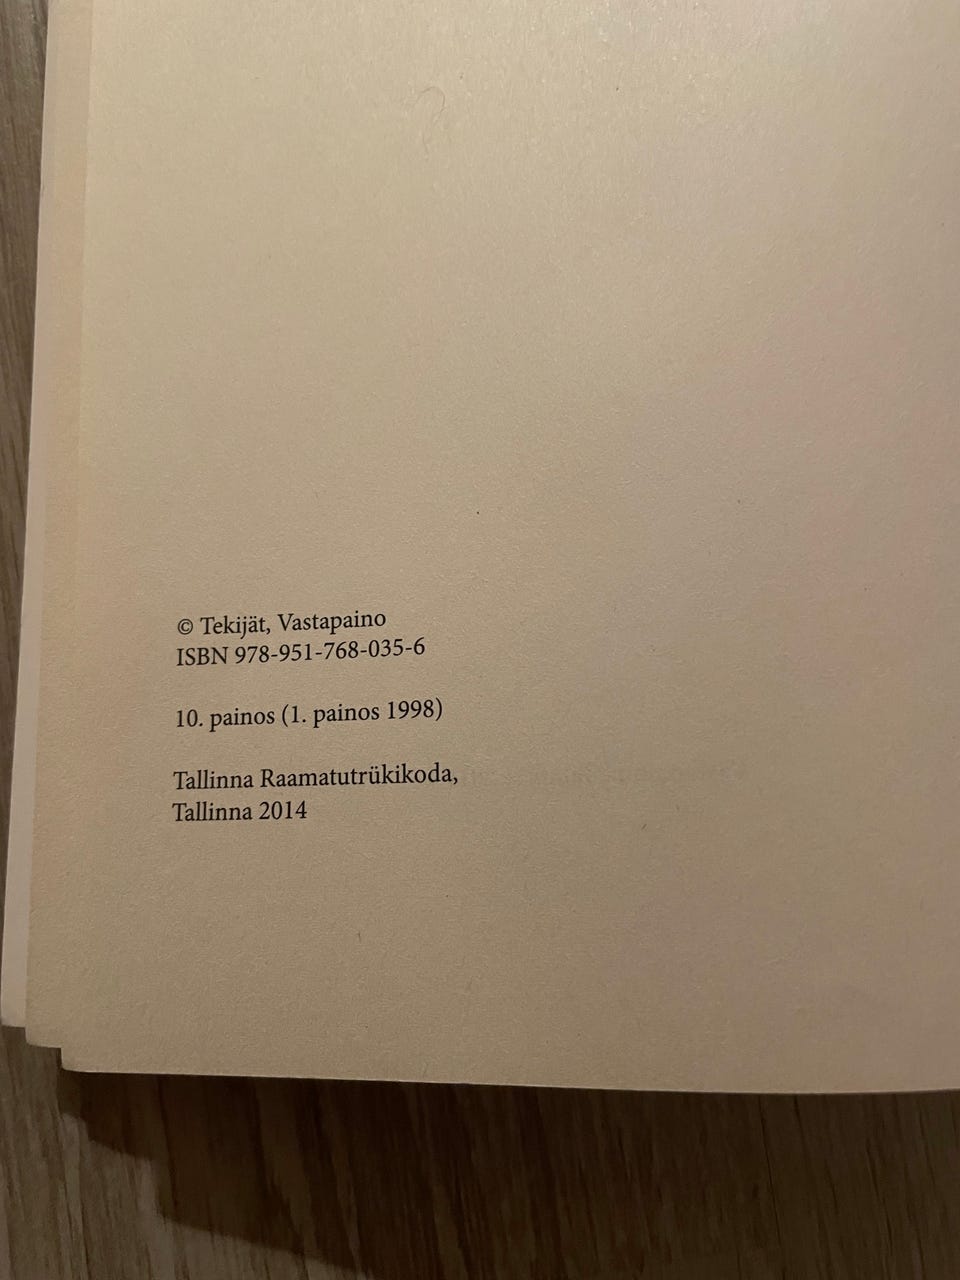 © Tekijät, Vastapaino
ISBN 978-951-768-035-6
10. painos (1. painos 1998)
Tallinna Raamatutrükikoda,
Tallinna 2014